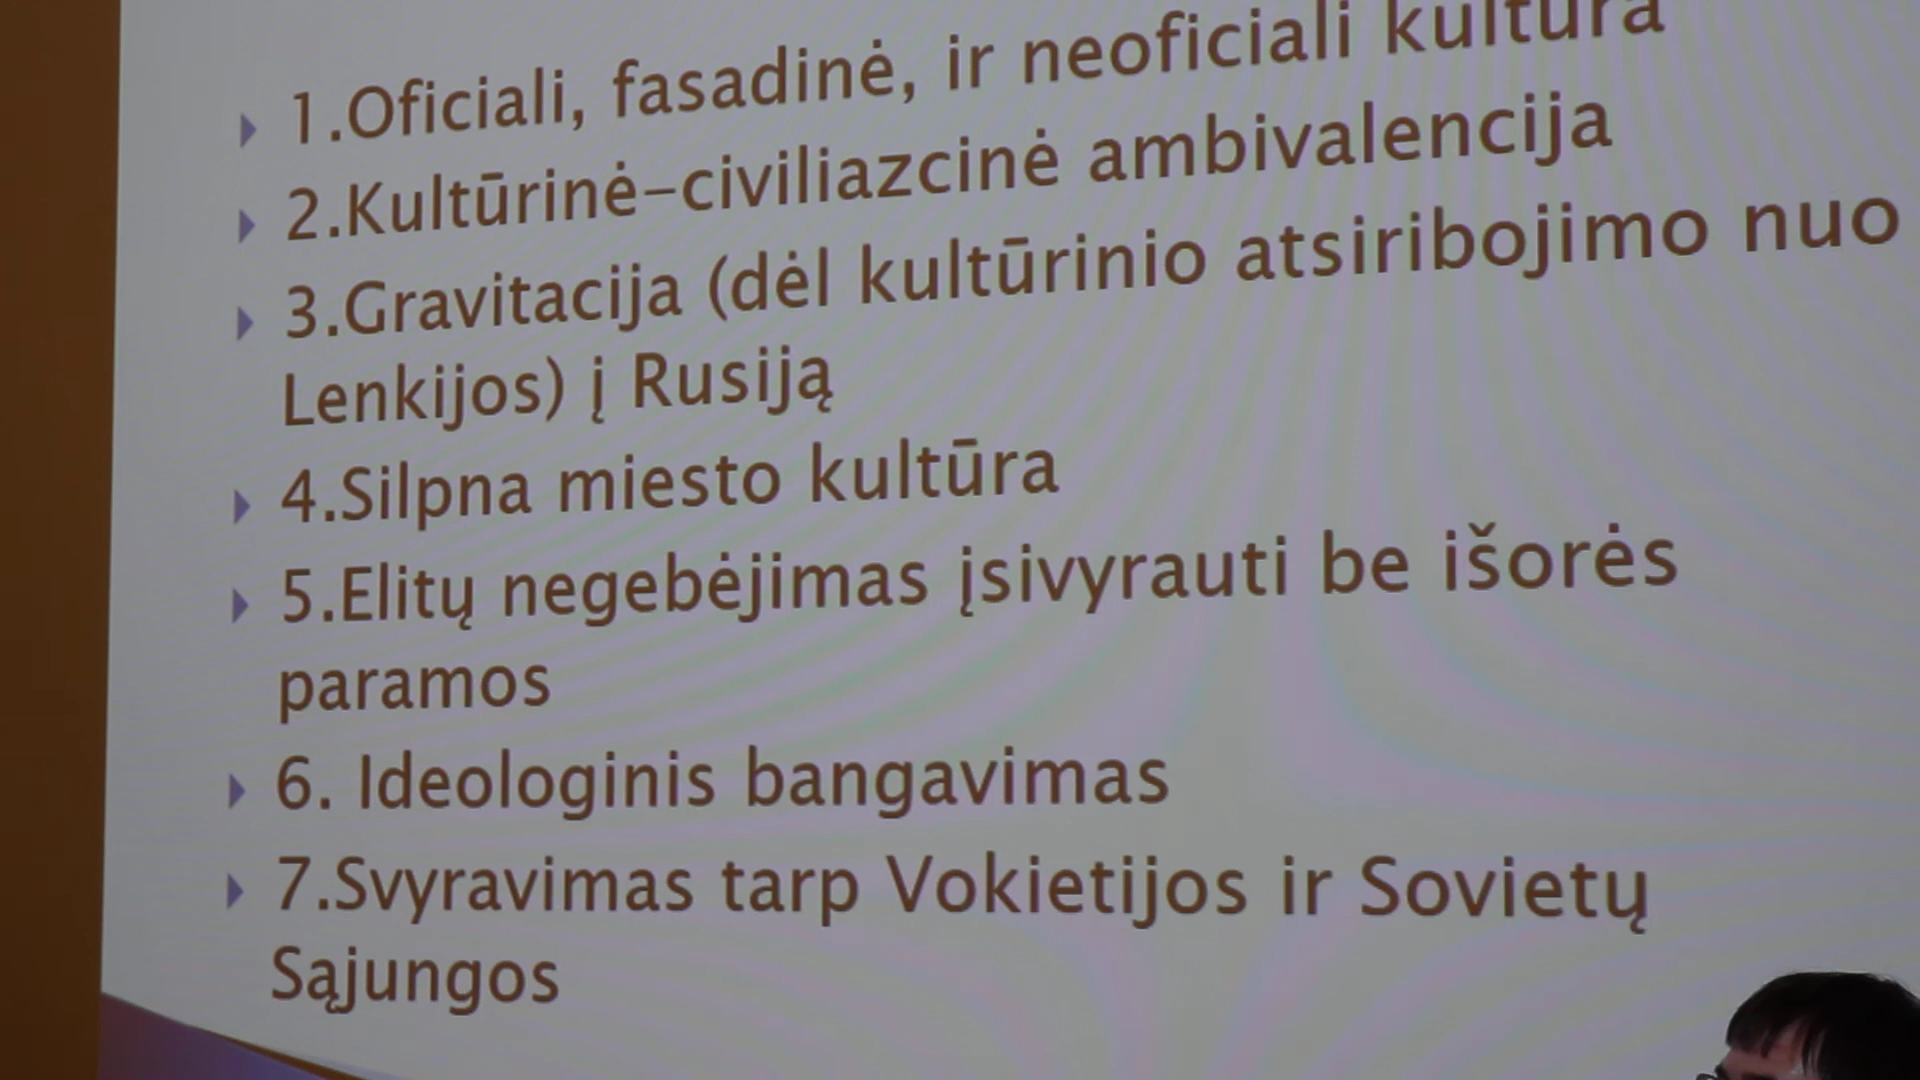 1.Oficiali, fasadinė, ir neoficiali kultūra
2.Kultūrinė-civiliazcinė ambivalencija
3.Gravitacija (dėl kultūrinio atsiribojimo nuo
Lenkijos) į Rusiją
4.Silpna miesto kultūra
5.Elitų negebėjimas įsivyrauti be išorės
paramos
6. Ideologinis bangavimas
7.Svyravimas tarp Vokietijos ir Sovietų
Sąjungos